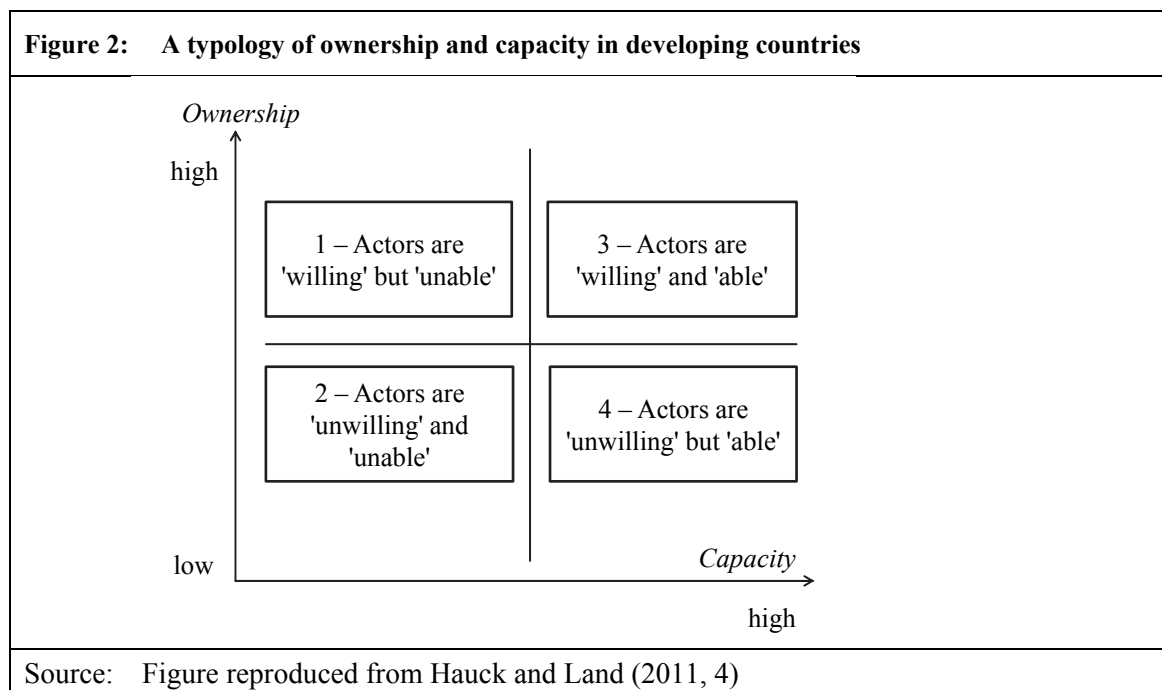 Figure 2: A typology of ownership and capacity in developing countries
Ownership
high
1 – Actors are
'willing' but 'unable'
3 – Actors are
'willing' and 'able'
2 – Actors are
'unwilling' and
'unable'
4 – Actors are
'unwilling' but 'able'
low
Capacity
high
Source: Figure reproduced from Hauck and Land (2011, 4)